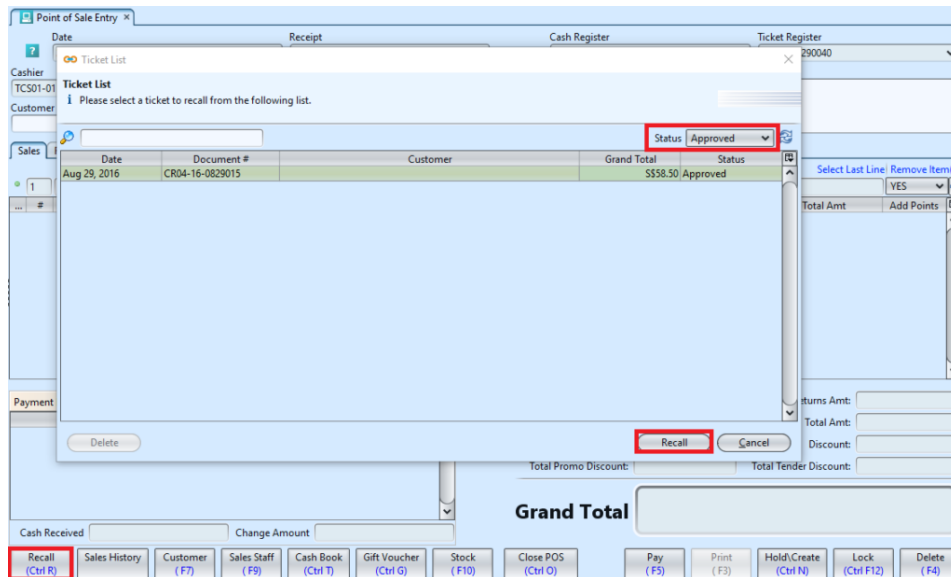 Point of Sale Entry ×
Date Receipt Cash Register Ticket Register
?
Cashier
TCS01-01
Customer
Sales
1
... #
290040
Select Last Line Remove Item
YES
Total Amt Add Points
Ticket List
Ticket List
i Please select a ticket to recall from the following list.
Status Approved
Date Document # Customer Grand Total Status
Aug 29, 2016 CR04-16-0829015 S$58.50 Approved
Delete Recall Cancel
Payment
Returns Amt:
Total Amt:
Discount:
Total Promo Discount: Total Tender Discount:
Grand Total
Cash Received Change Amount
Recall Sales History Customer Sales Staff Cash Book Gift Voucher Stock Close POS Pay Print Hold\Create Lock Delete
(Ctrl R) ( F7) ( F9) (Ctrl T) (Ctrl G) ( F10) (Ctrl O) ( F5) ( F3) (Ctrl N) (Ctrl F12) ( F4)